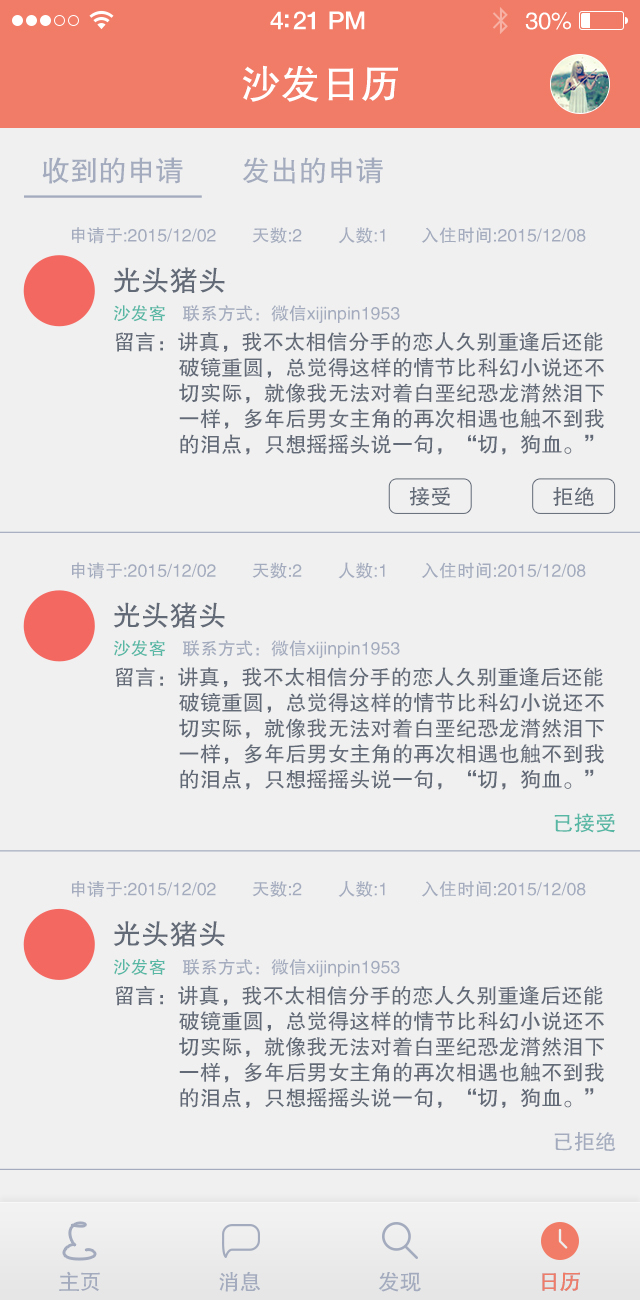 4:21 PM 30%
沙发日历
收到的申请 发出的申请
申请于:2015/12/02 天数:2 人数:1 入住时间:2015/12/08
光头猪头
沙发客 联系方式：微信xijinpin1953
留言：讲真，我不太相信分手的恋人久别重逢后还能
破镜重圆，总觉得这样的情节比科幻小说还不
切实际，就像我无法对着白垩纪恐龙潸然泪下
一样，多年后男女主角的再次相遇也触不到我
的泪点，只想摇摇头说一句，“切，狗血。”
接受 拒绝
申请于:2015/12/02 天数:2 人数:1 入住时间:2015/12/08
光头猪头
沙发客 联系方式：微信xijinpin1953
留言：讲真，我不太相信分手的恋人久别重逢后还能
破镜重圆，总觉得这样的情节比科幻小说还不
切实际，就像我无法对着白垩纪恐龙潸然泪下
一样，多年后男女主角的再次相遇也触不到我
的泪点，只想摇摇头说一句，“切，狗血。”
已接受
申请于:2015/12/02 天数:2 人数:1 入住时间:2015/12/08
光头猪头
沙发客 联系方式：微信xijinpin1953
留言：讲真，我不太相信分手的恋人久别重逢后还能
破镜重圆，总觉得这样的情节比科幻小说还不
切实际，就像我无法对着白垩纪恐龙潸然泪下
一样，多年后男女主角的再次相遇也触不到我
的泪点，只想摇摇头说一句，“切，狗血。”
已拒绝
主页 消息 发现 日历